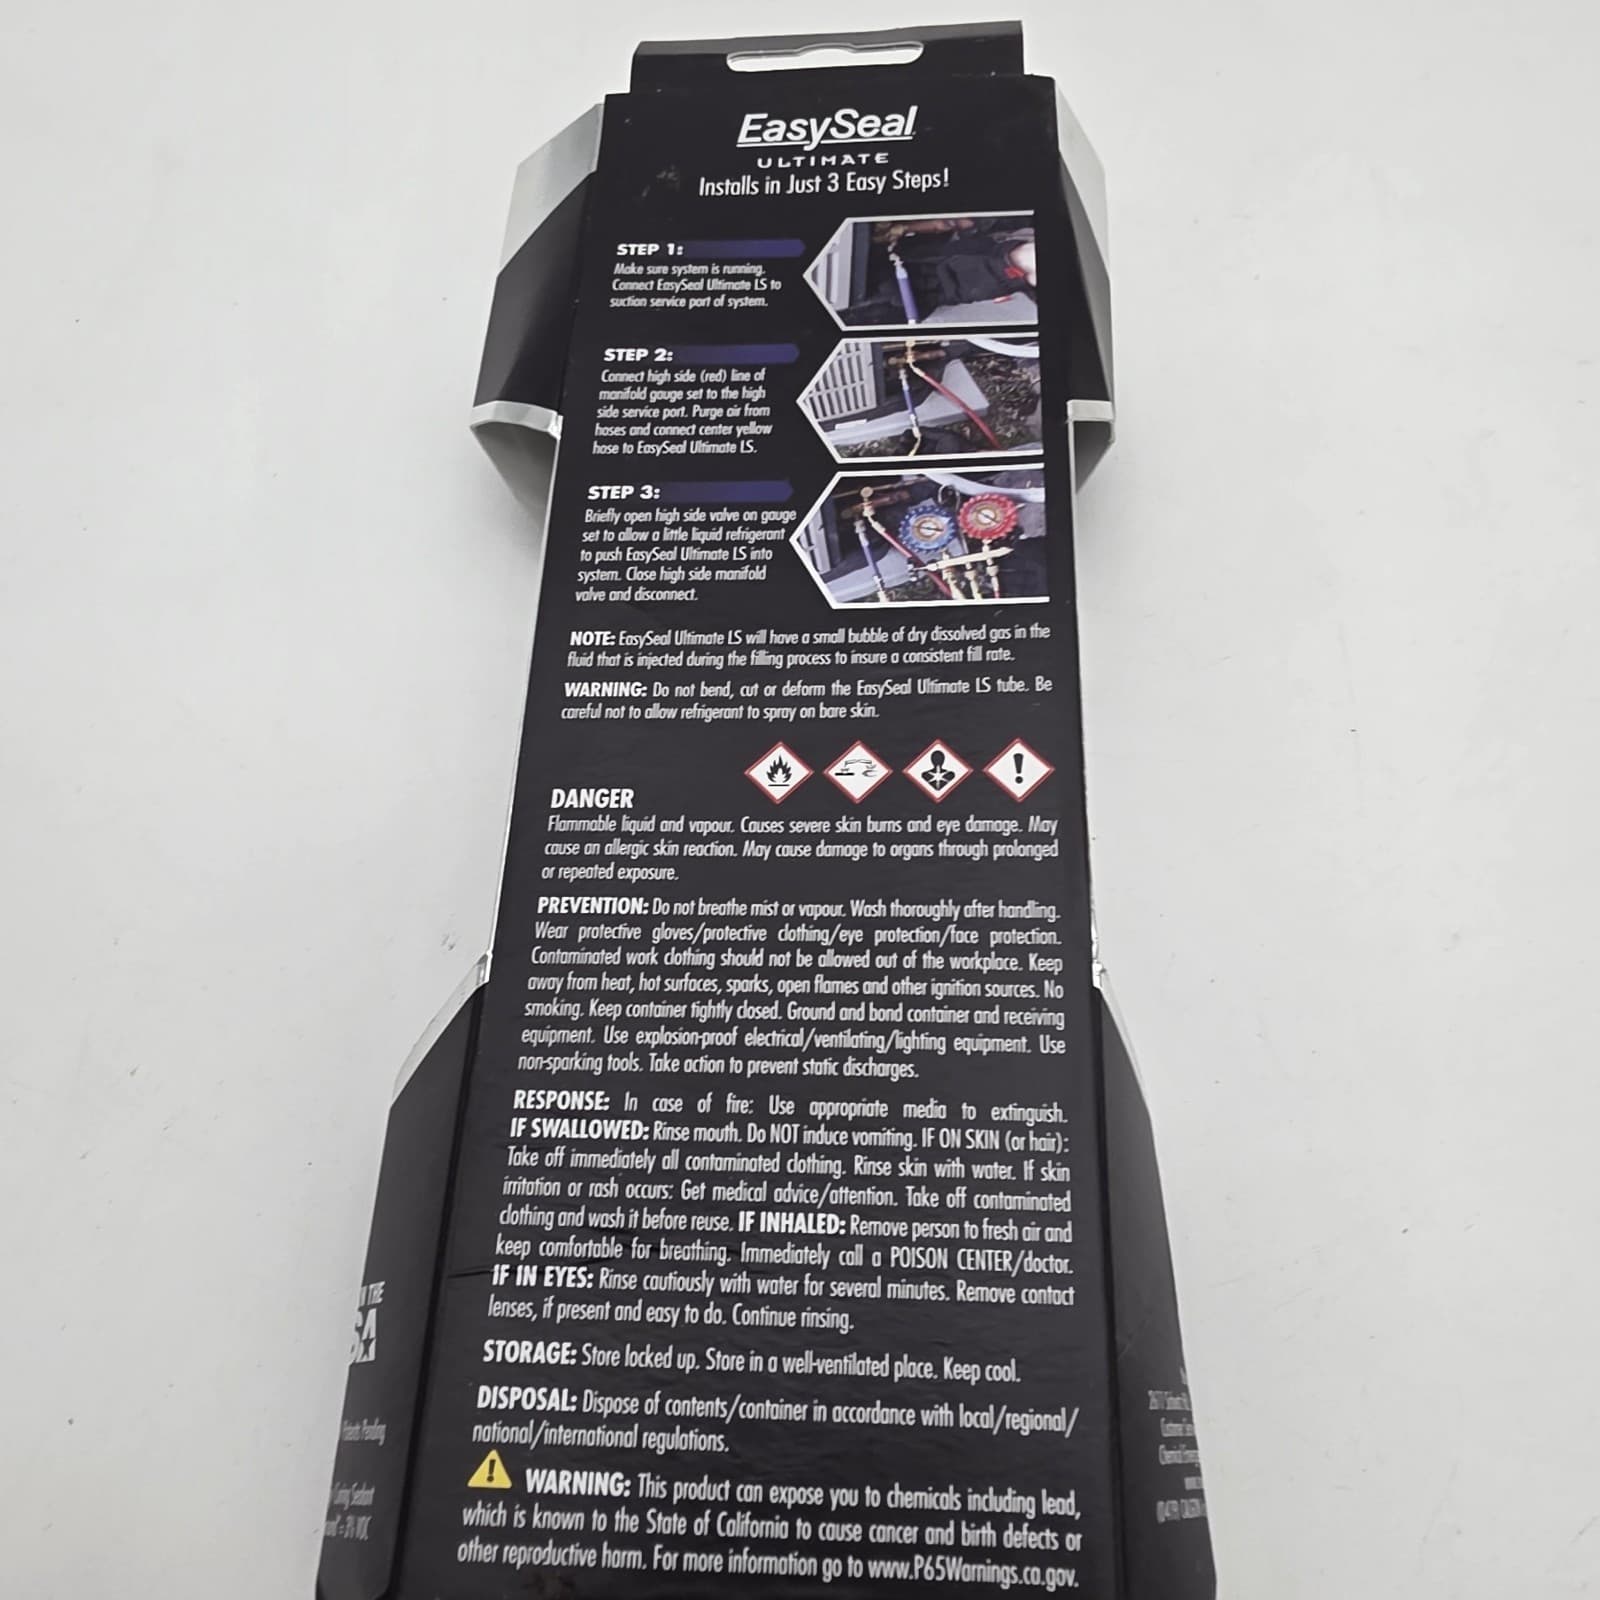 EasySeal
ULTIMATE
Installs in Just 3 Easy Steps!
STEP 1:
Make sure system is running.
Connect EasySeal Ultimate LS to
suction service port of system.
STEP 2:
Connect high side (red) line of
manifold gauge set to the high
side service port. Purge air from
hoses and connect center yellow
hose to EasySeal Ultimate LS.
STEP 3:
Briefly open high side valve on gauge
set to allow a little liquid refrigerant
to push EasySeal Ultimate LS into
system. Close high side manifold
valve and disconnect.
NOTE: EasySeal Ultimate LS will have a small bubble of dry dissolved gas in the
fluid that is injected during the filling process to insure a consistent fill rate.
WARNING: Do not bend, cut or deform the EasySeal Ultimate LS tube. Be
careful not to allow refrigerant to spray on bare skin.
DANGER
Flammable liquid and vapour. Causes severe skin burns and eye damage. May
cause an allergic skin reaction. May cause damage to organs through prolonged
or repeated exposure.
PREVENTION: Do not breathe mist or vapour. Wash thoroughly after handling.
Wear protective gloves/protective clothing/eye protection/face protection.
Contaminated work clothing should not be allowed out of the workplace. Keep
away from heat, hot surfaces, sparks, open flames and other ignition sources. No
smoking. Keep container tightly closed. Ground and bond container and receiving
equipment. Use explosion-proof electrical/ventilating/lighting equipment. Use
non-sparking tools. Take action to prevent static discharges.
RESPONSE: In case of fire: Use appropriate media to extinguish.
IF SWALLOWED: Rinse mouth. Do NOT induce vomiting. IF ON SKIN (or hair):
Take off immediately all contaminated clothing. Rinse skin with water. If skin
irritation or rash occurs: Get medical advice/attention. Take off contaminated
clothing and wash it before reuse. IF INHALED: Remove person to fresh air and
keep comfortable for breathing. Immediately call a POISON CENTER/doctor.
IF IN EYES: Rinse cautiously with water for several minutes. Remove contact
lenses, if present and easy to do. Continue rinsing.
STORAGE: Store locked up. Store in a well-ventilated place. Keep cool.
DISPOSAL: Dispose of contents/container in accordance with local/regional/
national/international regulations.
WARNING: This product can expose you to chemicals including lead,
which is known to the State of California to cause cancer and birth defects or
other reproductive harm. For more information go to www.P65Warnings.ca.gov.
THE
Patents Pending
Sealant